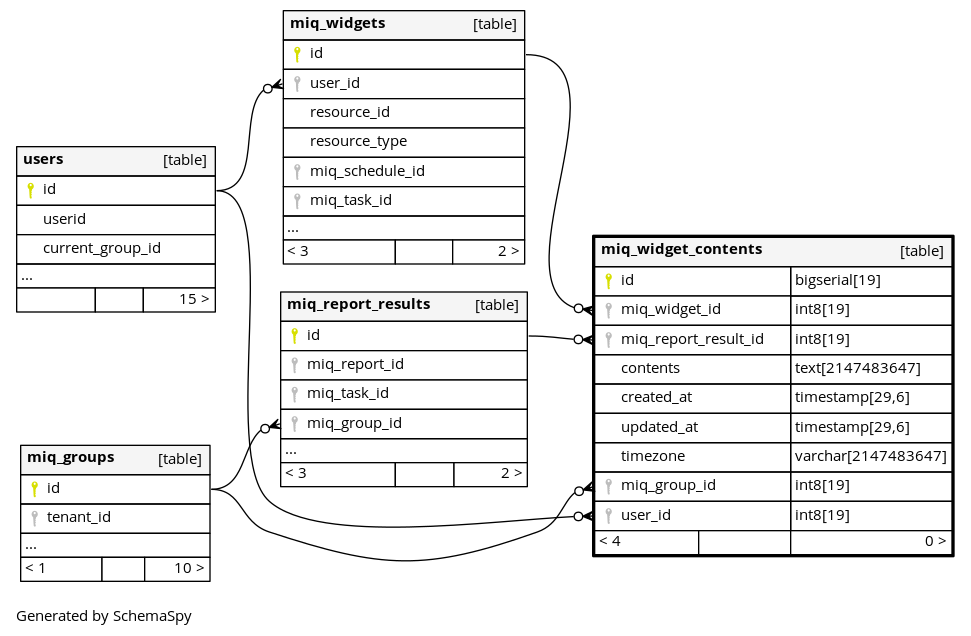 miq_widgets [table]
id
user_id
resource_id
resource_type
miq_schedule_id
miq_task_id
...
< 3 2 >
users [table]
id
userid
current_group_id
...
15 >
miq_widget_contents [table]
id bigserial[19]
miq_widget_id int8[19]
miq_report_result_id int8[19]
contents text[2147483647]
created_at timestamp[29,6]
updated_at timestamp[29,6]
timezone varchar[2147483647]
miq_group_id int8[19]
user_id int8[19]
< 4 0 >
miq_report_results [table]
id
miq_report_id
miq_task_id
miq_group_id
...
< 3 2 >
miq_groups [table]
id
tenant_id
...
< 1 10 >
Generated by SchemaSpy